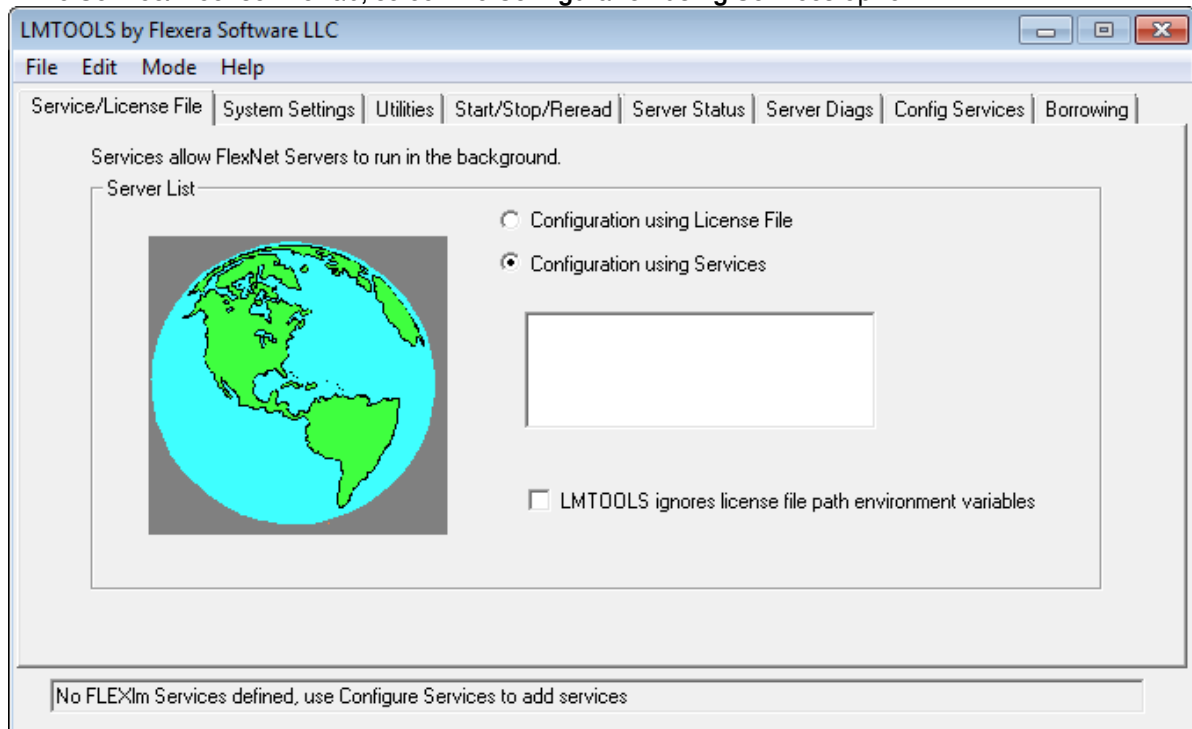 LMTOOLS by Flexera Software LLC
File Edit Mode Help
Service/License File System Settings Utilities Start/Stop/Reread Server Status Server Diags Config Services Borrowing
Services allow FlexNet Servers to run in the background.
Server List
Configuration using License File
Configuration using Services
LMTOOLS ignores license file path environment variables
No FLEXlm Services defined, use Configure Services to add services